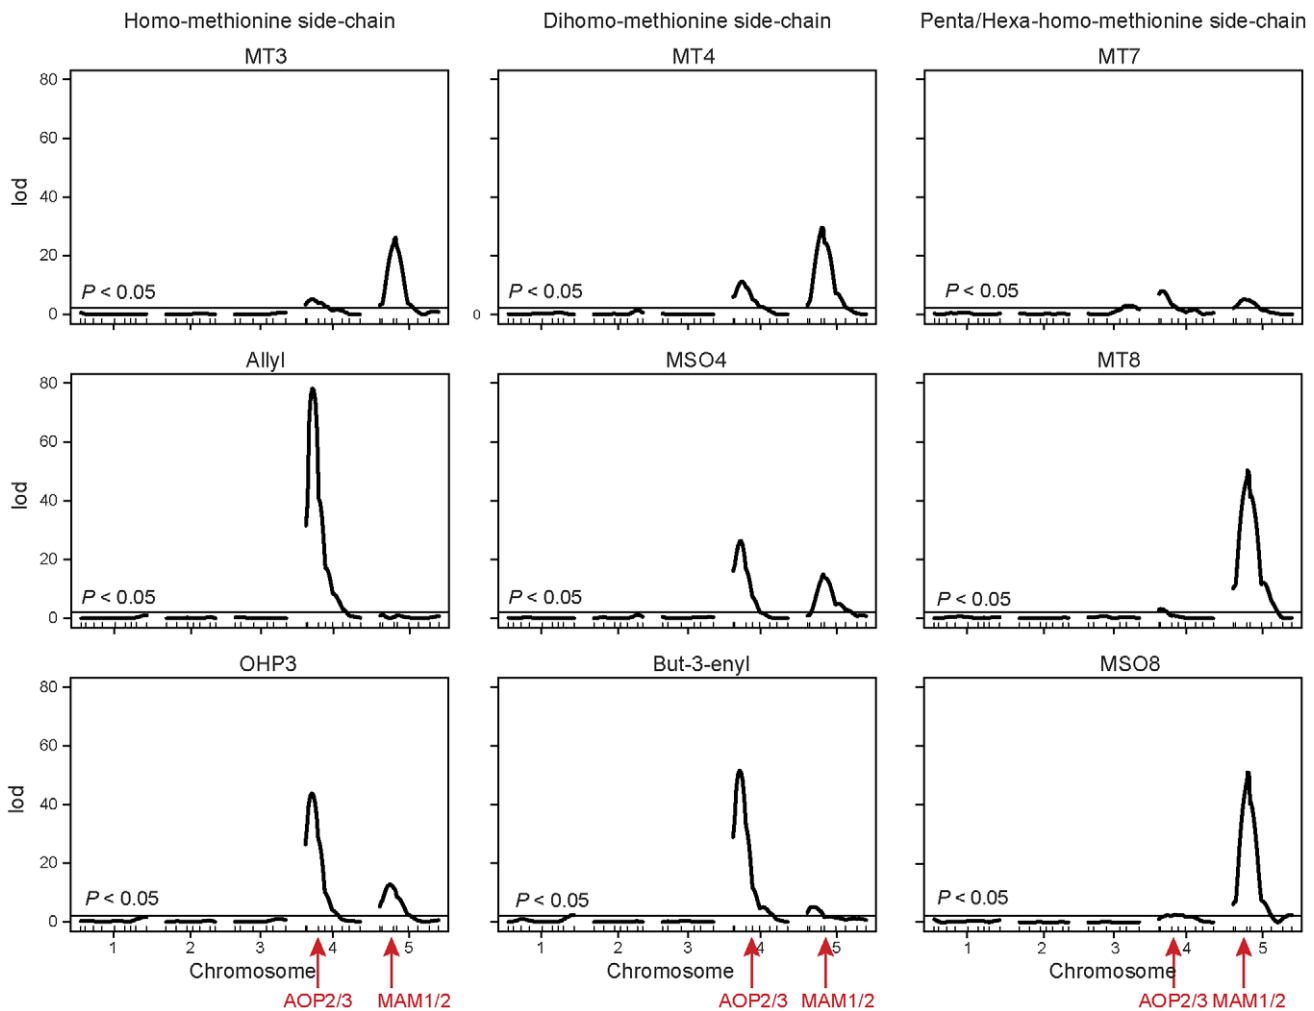 Homo-methionine side-chain
Dihomo-methionine side-chain
Penta/Hexa-homo-methionine side-chain
MT3
MT4
MT7
80
60
40
20
0
lod
P < 0.05
0
P < 0.05
P < 0.05
Allyl
MSO4
MT8
80
60
40
20
0
lod
P < 0.05
P < 0.05
P < 0.05
OHP3
But-3-enyl
MSO8
80
60
40
20
0
lod
P < 0.05
P < 0.05
P < 0.05
1 2 3 4 5
1 2 3 4 5
1 2 3 4 5
Chromosome
Chromosome
Chromosome
AOP2/3 MAM1/2
AOP2/3 MAM1/2
AOP2/3 MAM1/2